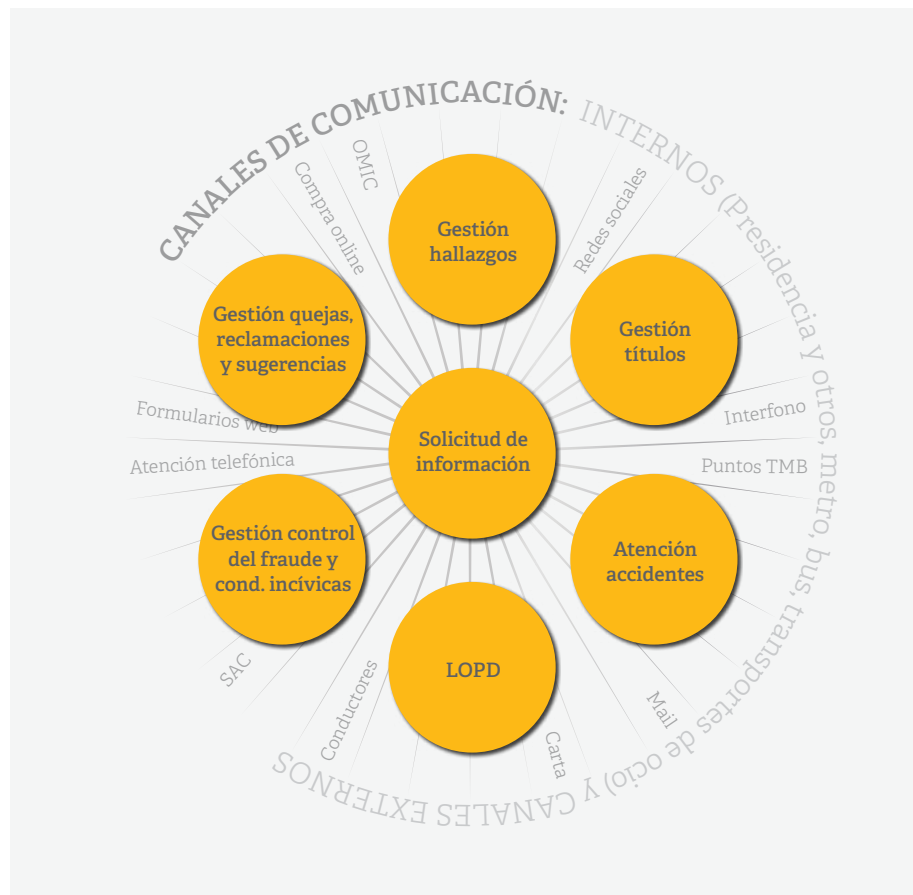 CANALES DE COMUNICACIÓN: INTERNOS (Presidencia y otros, metro, bus, transportes de ocio) y CANALES EXTERNOS
OMIC
Compra online
Redes sociales
Gestión
hallazgos
Gestión quejas,
reclamaciones
y sugerencias
Gestión
títulos
Formularios web
Interfono
Solicitud de
información
Atención telefónica
Puntos TMB
Gestión control
del fraude y
cond. incívicas
Atención
accidentes
SAC
Conductores
LOPD
Carta
Mail